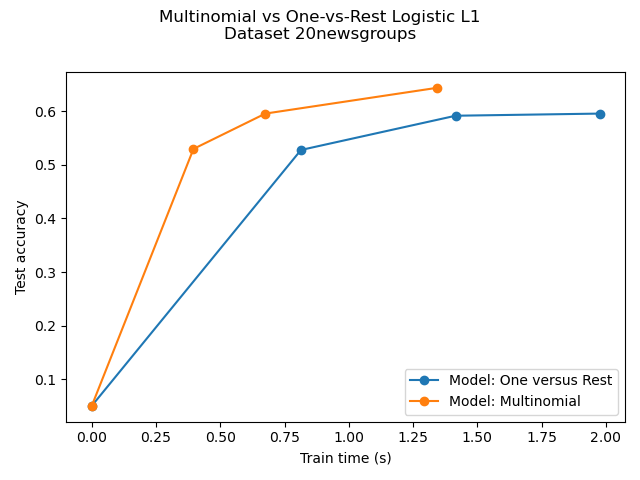 Multinomial vs One-vs-Rest Logistic L1
Dataset 20newsgroups
0.6
0.5
0.4
0.3
0.2
0.1
Test accuracy
Model: One versus Rest
Model: Multinomial
0.00 0.25 0.50 0.75 1.00 1.25 1.50 1.75 2.00
Train time (s)